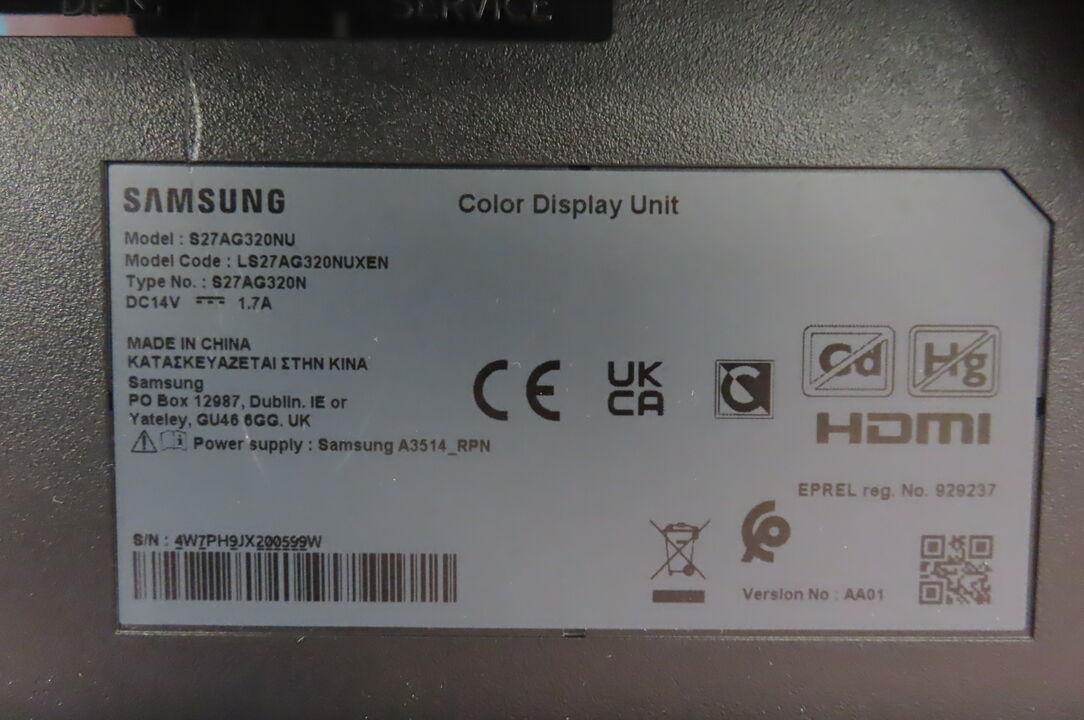 SERVICE
SAMSUNG
Color Display Unit
Model : S27AG320NU
Model Code : LS27AG320NUXEN
Type No. : S27AG320N
DC14V 1.7A
MADE IN CHINA
ΚΑΤΑΣΚΕΥΑΖΕΤΑΙ ΣΤΗΝ ΚΙΝΑ
Samsung
PO Box 12987, Dublin. IE or
Yateley, GU46 6GG. UK
Power supply : Samsung A3514_RPN
CE
UK
CA
Cd
Hg
HDMI
EPREL reg. No. 929237
S/N : 4W7PH9JX200599W
Version No : AA01